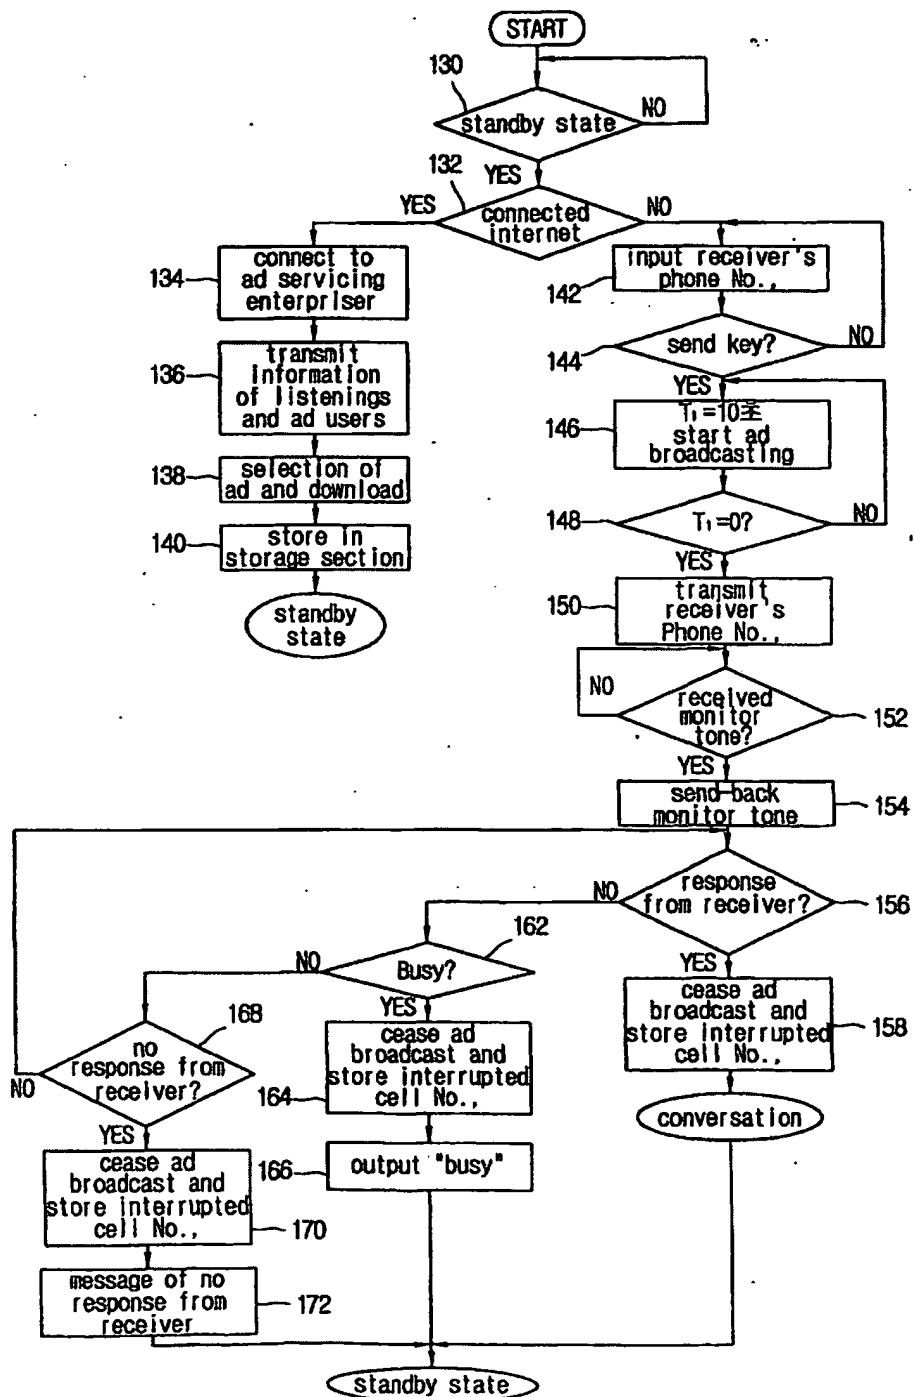 START
130
standby state
NO
YES
132
connected
internet
YES
NO
134
connect to
ad servicing
enterpriser
136
transmit
information
of listenings
and ad users
138
selection of
ad and download
140
store in
storage section
standby
state
142
input receiver's
phone No.,
144
send key?
NO
YES
146
T₁=10초
start ad
broadcasting
148
T₁=0?
NO
YES
150
transmit
receiver's
Phone No.,
NO
received
monitor
tone?
152
YES
send back
monitor tone
154
response
from receiver?
156
NO
YES
cease ad
broadcast and
store interrupted
cell No.,
158
conversation
162
Busy?
NO
YES
164
cease ad
broadcast and
store interrupted
cell No.,
166
output "busy"
168
no
response from
receiver?
NO
YES
cease ad
broadcast and
store interrupted
cell No.,
170
message of no
response from
receiver
172
standby state